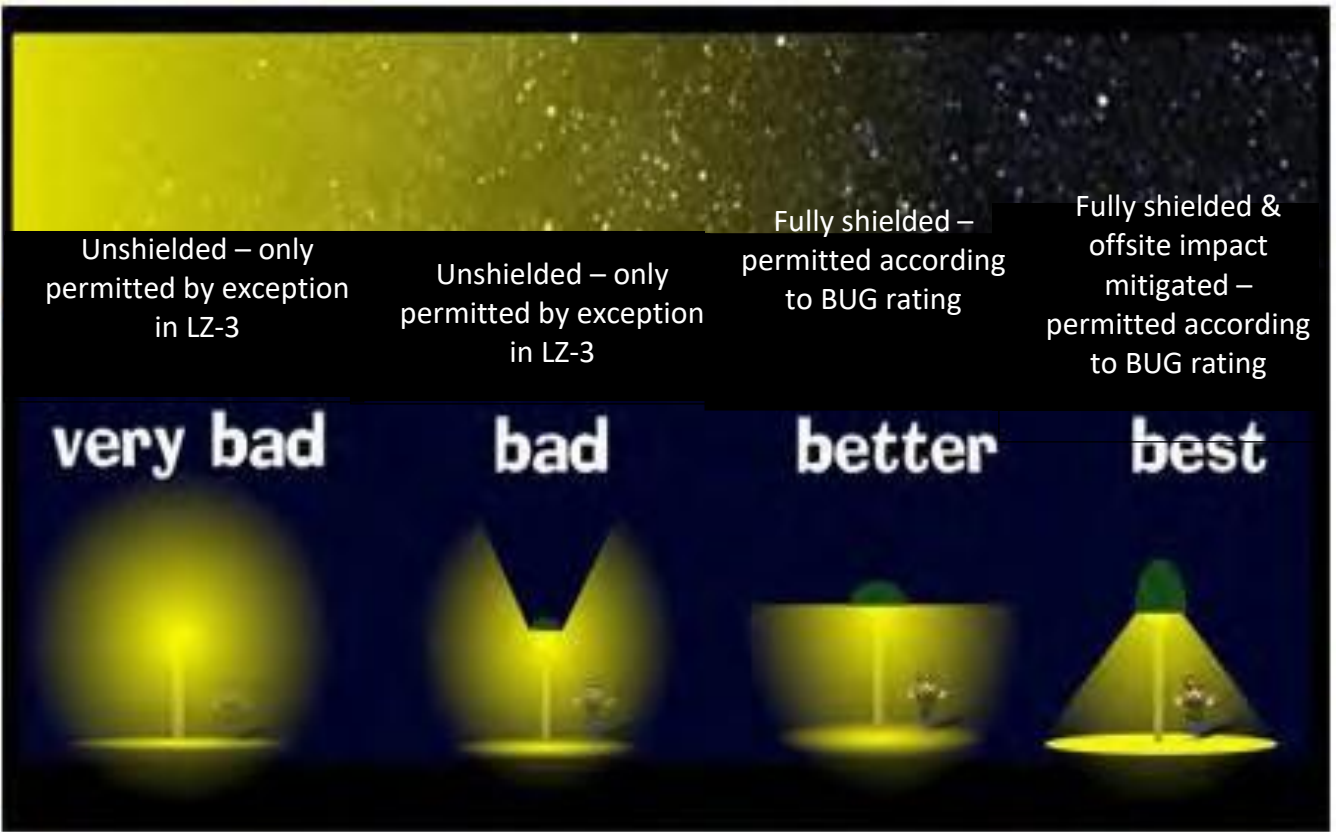 Unshielded – only
permitted by exception
in LZ-3
Unshielded – only
permitted by exception
in LZ-3
Fully shielded –
permitted according
to BUG rating
Fully shielded &
offsite impact
mitigated –
permitted according
to BUG rating
very bad
bad
better
best